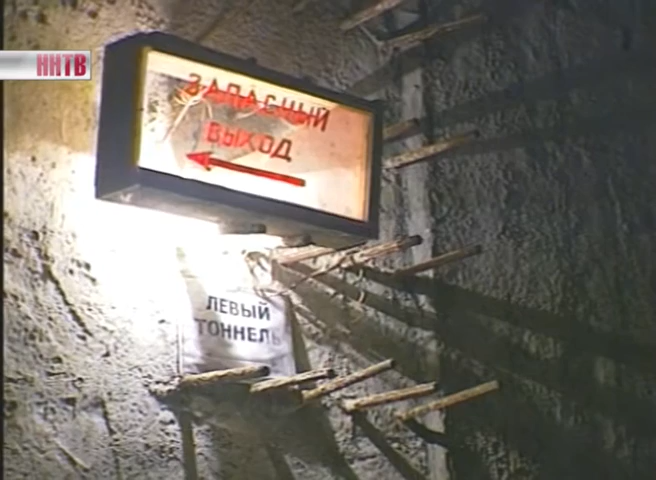 ННТВ
ЗАПАСНЫЙ
ВЫХОД
ЛЕВЫЙ
ТОННЕЛЬ